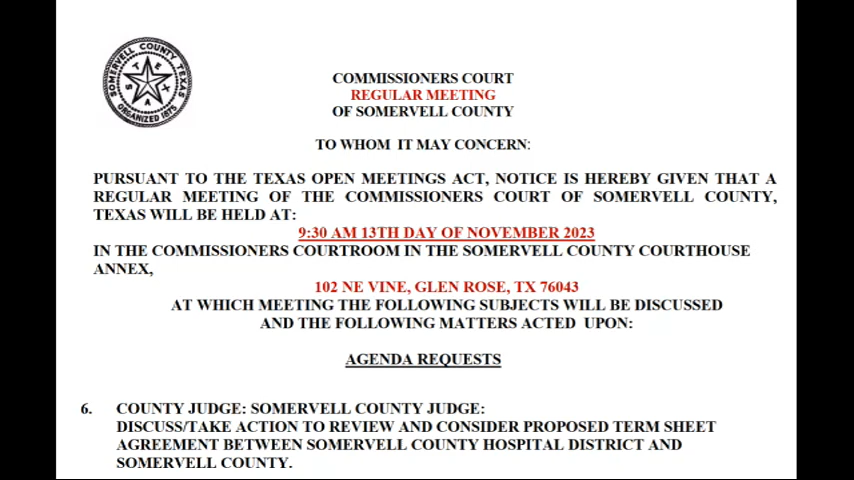 SOMERVELL COUNTY, TEXAS
TEXAS
ORGANIZED 1875
COMMISSIONERS COURT
REGULAR MEETING
OF SOMERVELL COUNTY
TO WHOM IT MAY CONCERN:
PURSUANT TO THE TEXAS OPEN MEETINGS ACT, NOTICE IS HEREBY GIVEN THAT A
REGULAR MEETING OF THE COMMISSIONERS COURT OF SOMERVELL COUNTY,
TEXAS WILL BE HELD AT:
9:30 AM 13TH DAY OF NOVEMBER 2023
IN THE COMMISSIONERS COURTROOM IN THE SOMERVELL COUNTY COURTHOUSE
ANNEX,
102 NE VINE, GLEN ROSE, TX 76043
AT WHICH MEETING THE FOLLOWING SUBJECTS WILL BE DISCUSSED
AND THE FOLLOWING MATTERS ACTED UPON:
AGENDA REQUESTS
6. COUNTY JUDGE: SOMERVELL COUNTY JUDGE:
DISCUSS/TAKE ACTION TO REVIEW AND CONSIDER PROPOSED TERM SHEET
AGREEMENT BETWEEN SOMERVELL COUNTY HOSPITAL DISTRICT AND
SOMERVELL COUNTY.